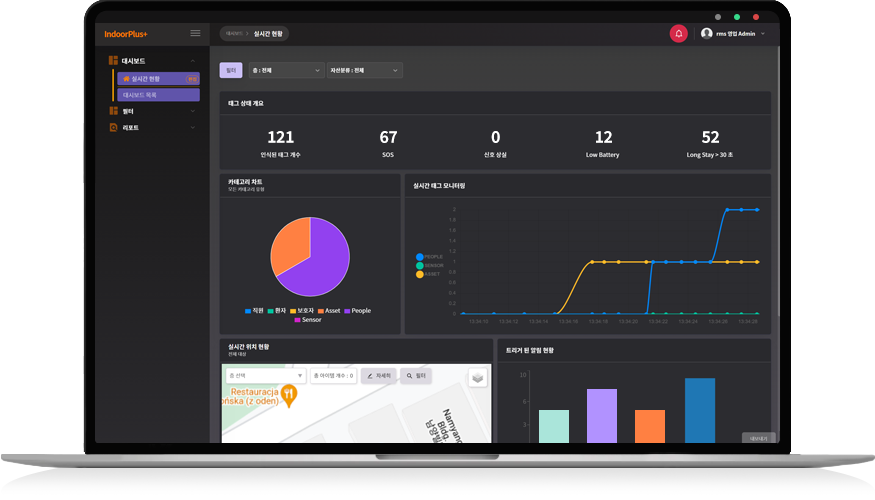 IndoorPlus+
대시보드 > 실시간 현황
rms 영업 Admin
대시보드
실시간 현황
대시보드 목록
필터
리포트
필터
층 : 전체
자산분류 : 전체
태그 상태 개요
121
67
0
12
52
인식된 태그 개수
SOS
신호 상실
Low Battery
Long Stay > 30 초
카테고리 차트
모든 카테고리 응용
직원
환자
보호자
Asset
People
Sensor
실시간 태그 모니터링
2
1.8
1.6
1.4
1.2
1
0.8
0.6
0.4
0.2
0
PEOPLE
SENSOR
ASSET
13:34:10
13:34:12
13:34:14
13:34:16
13:34:18
13:34:20
13:34:22
13:34:24
13:34:26
13:34:28
실시간 위치 현황
전체 대상
층 선택
총 아이템 개수 : 0
자세히
필터
Restauracja
ońska (z oden)
Namyang
Bldg.
남양빌
트리거 된 알림 현황
10
6
3
내보내기